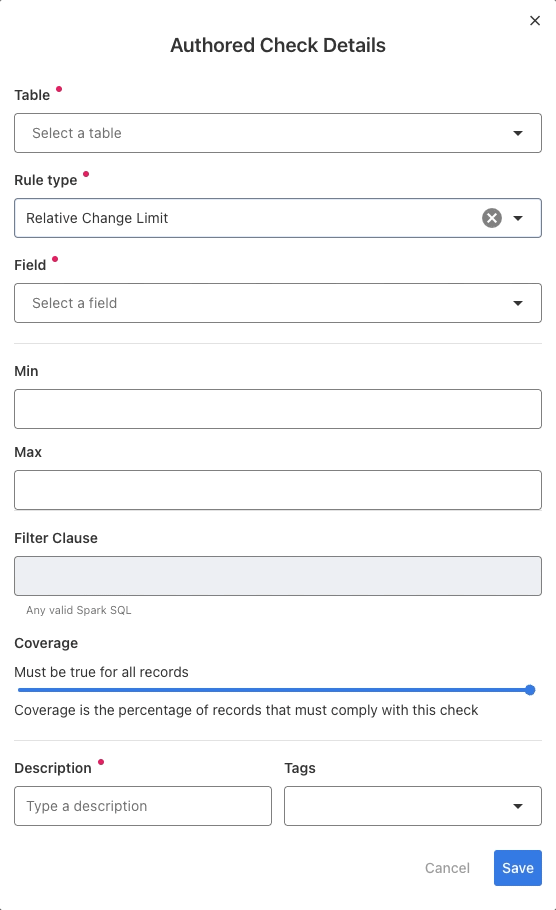 Authored Check Details
Table
Select a table
Rule type
Relative Change Limit
Field
Select a field
Min
Max
Filter Clause
Any valid Spark SQL
Coverage
Must be true for all records
Coverage is the percentage of records that must comply with this check
Description
Tags
Type a description
Cancel
Save